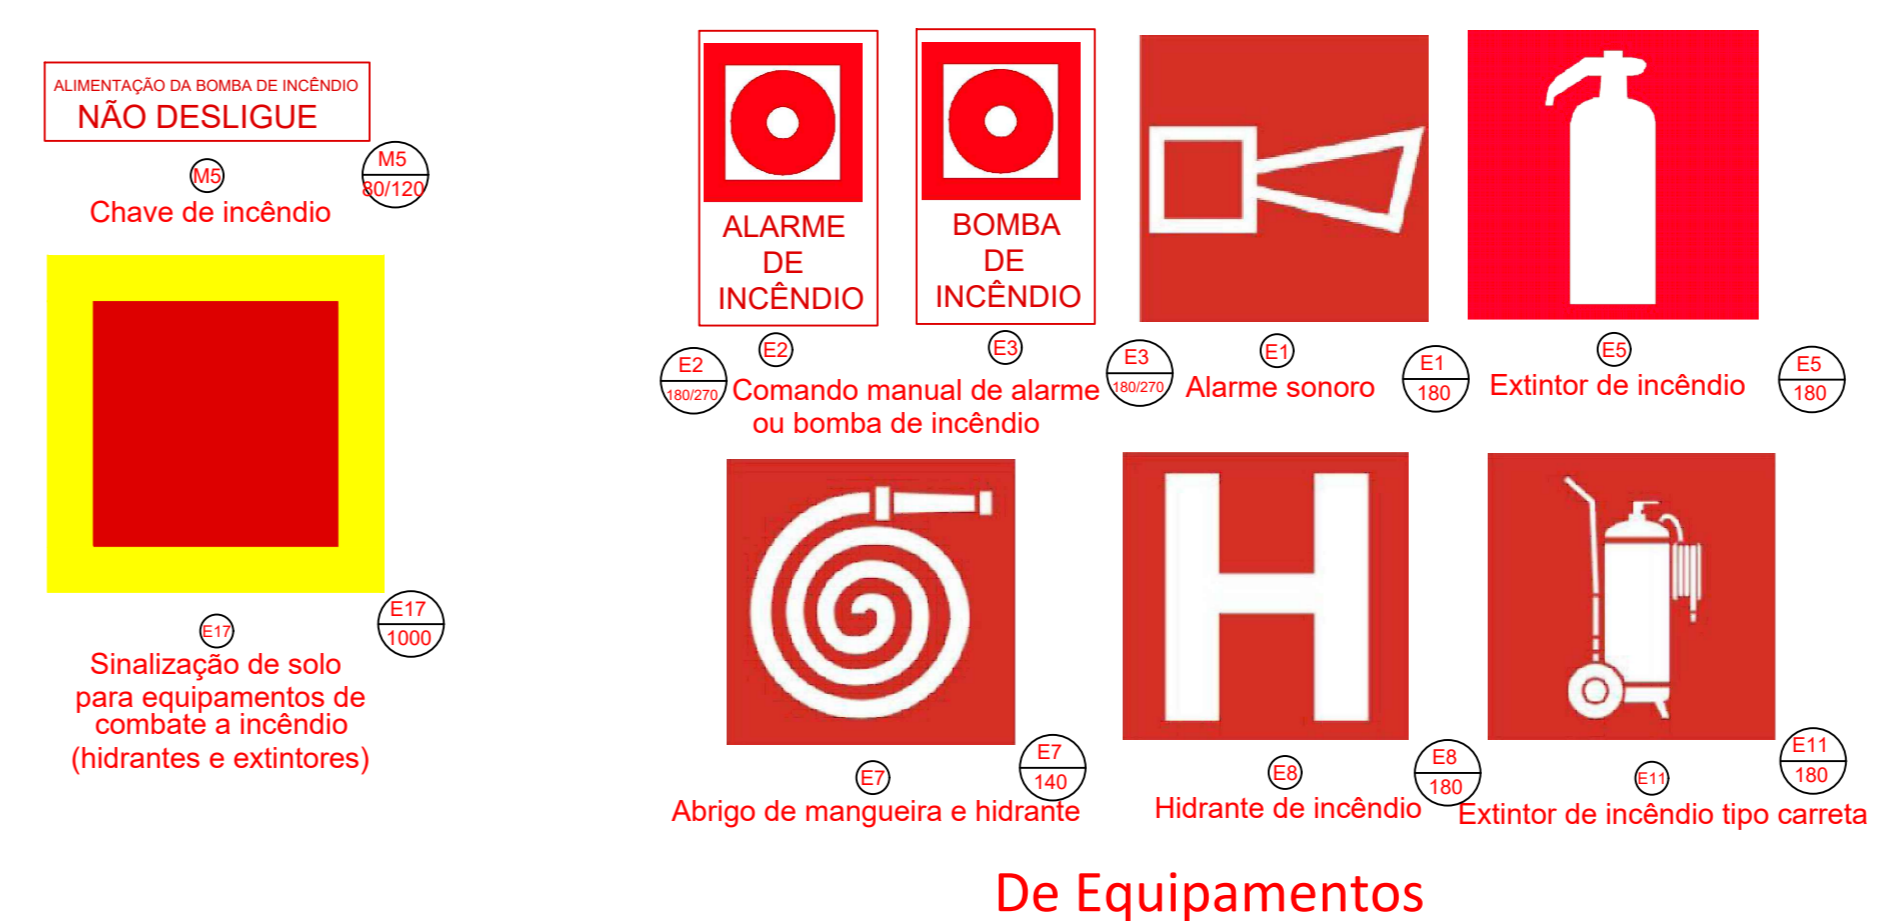 ALIMENTAÇÃO DA BOMBA DE INCÊNDIO
NÃO DESLIGUE
M5
M5
80/120
Chave de incêndio
E17
E17
1000
Sinalização de solo
para equipamentos de
combate a incêndio
(hidrantes e extintores)
ALARME
DE
INCÊNDIO
BOMBA
DE
INCÊNDIO
E2
E2
180/270
E3
E3
180/270
Comando manual de alarme
ou bomba de incêndio
E1
E1
180
Alarme sonoro
E5
E5
180
Extintor de incêndio
E7
E7
140
Abrigo de mangueira e hidrante
H
E8
E8
180
Hidrante de incêndio
E11
E11
180
Extintor de incêndio tipo carreta
De Equipamentos